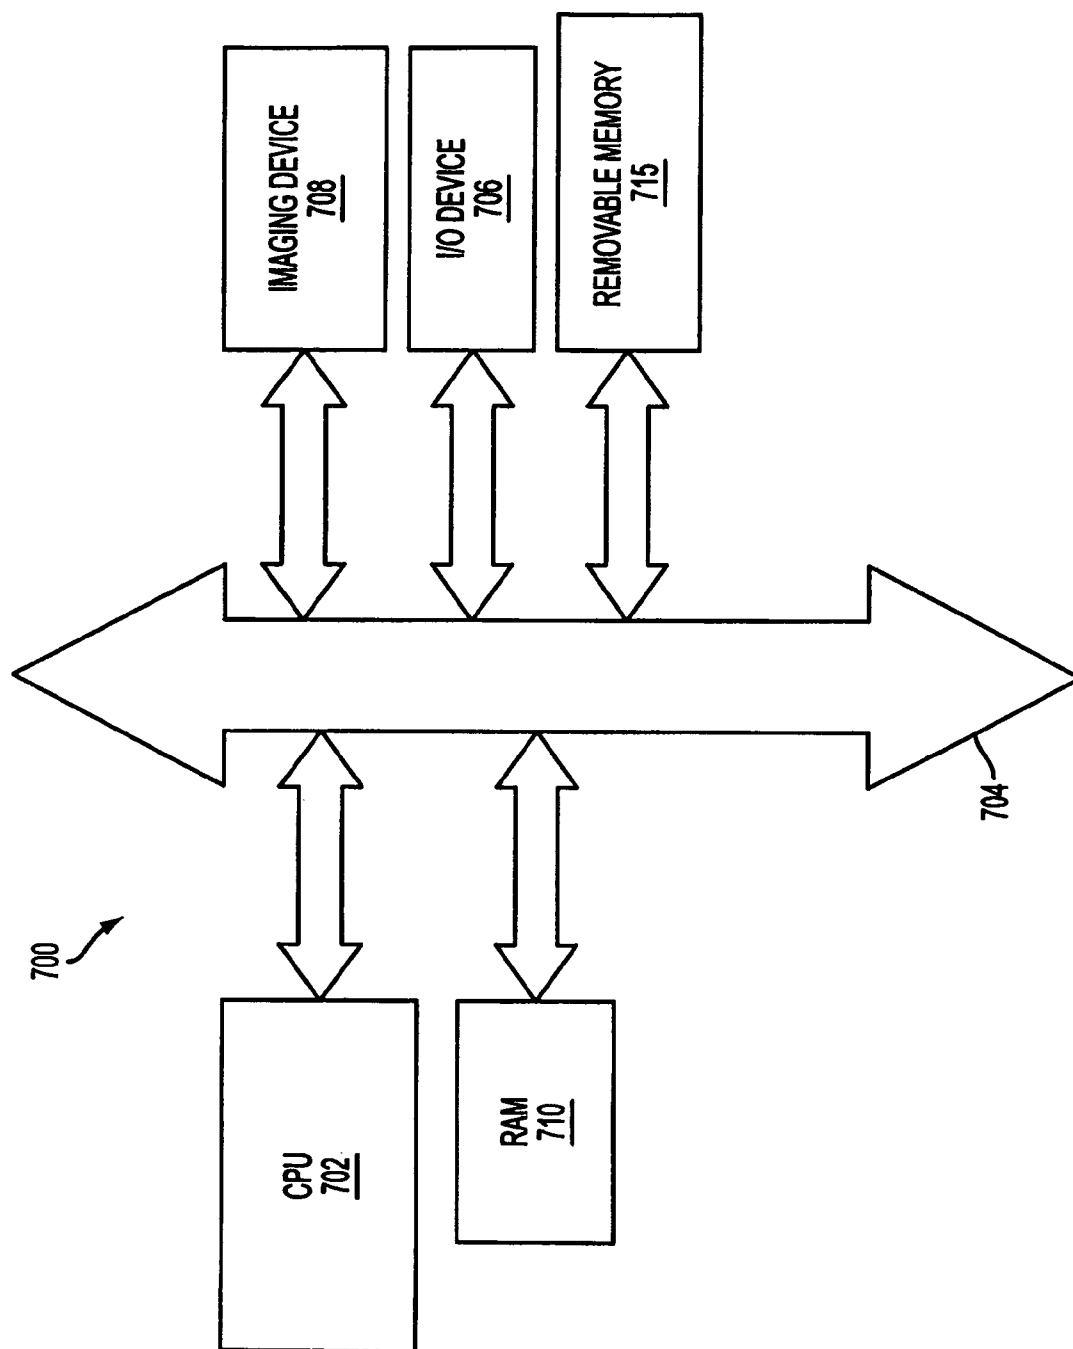 700
CPU
702
RAM
710
704
IMAGING DEVICE
708
I/O DEVICE
706
REMOVABLE MEMORY
715